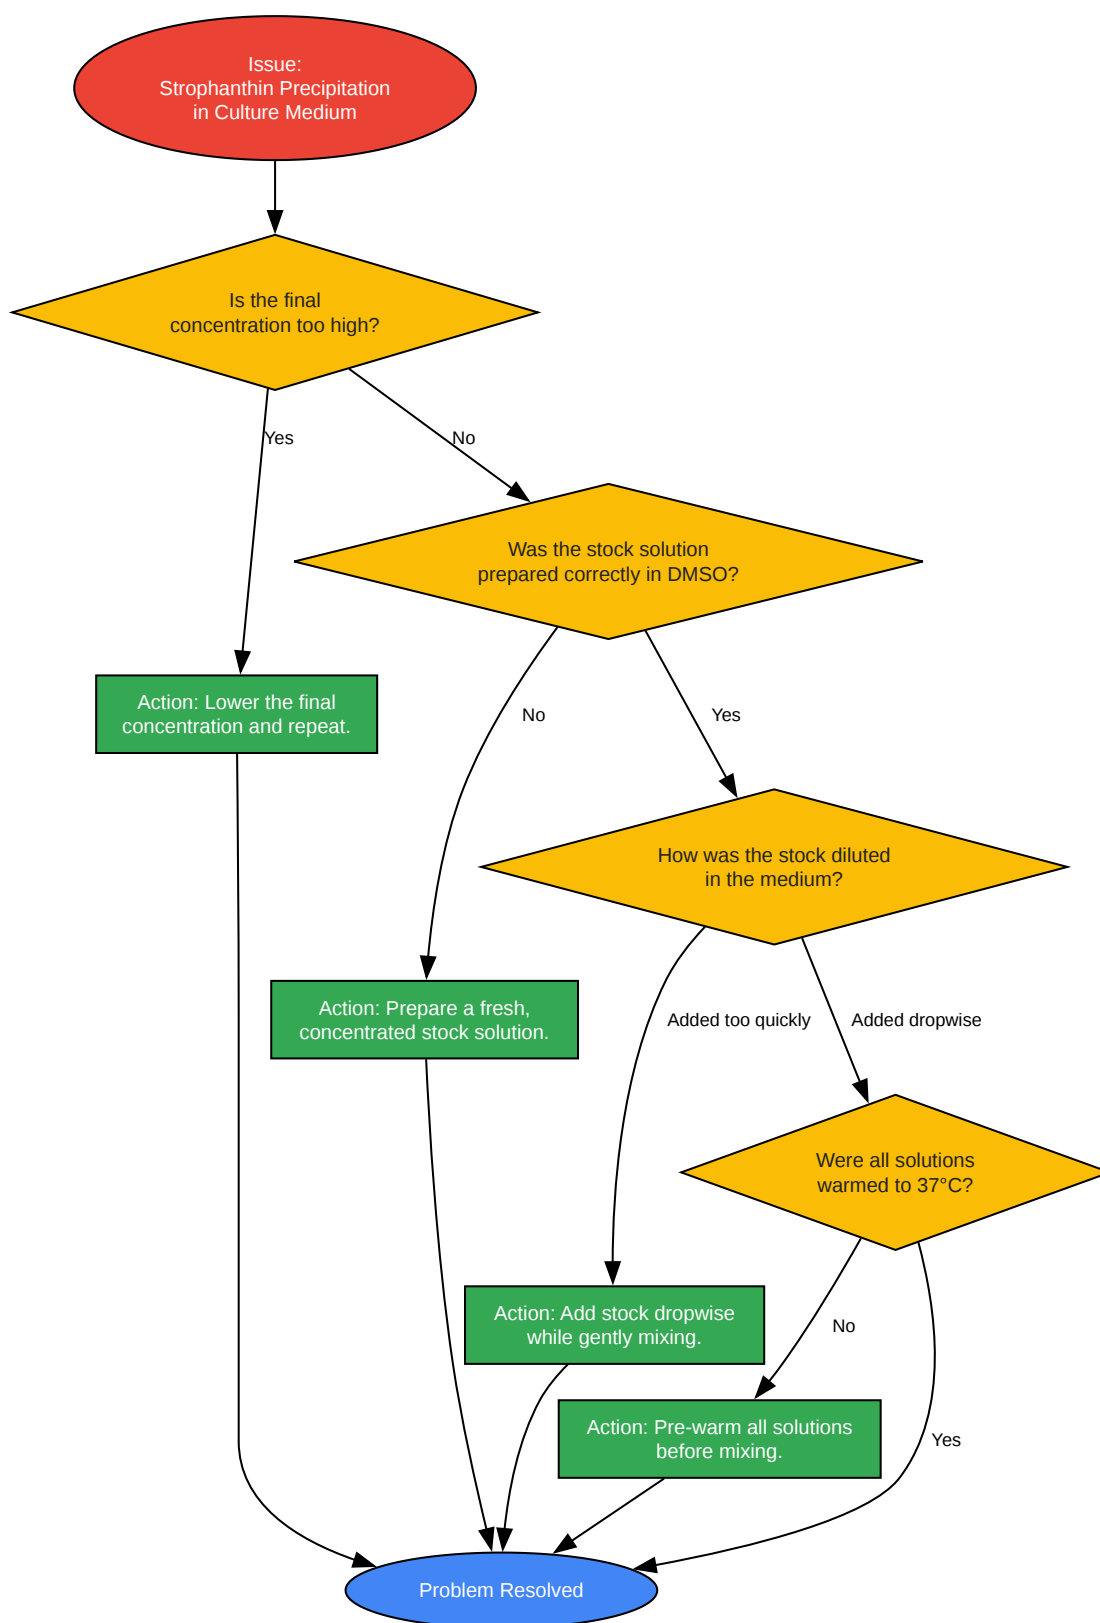 Issue:
Strophanthin Precipitation
in Culture Medium
Is the final
concentration too high?
Yes
No
Was the stock solution
prepared correctly in DMSO?
Action: Lower the final
concentration and repeat.
No
Yes
How was the stock diluted
in the medium?
Action: Prepare a fresh,
concentrated stock solution.
Added too quickly
Added dropwise
Were all solutions
warmed to 37°C?
Action: Add stock dropwise
while gently mixing.
No
Action: Pre-warm all solutions
before mixing.
Yes
Problem Resolved